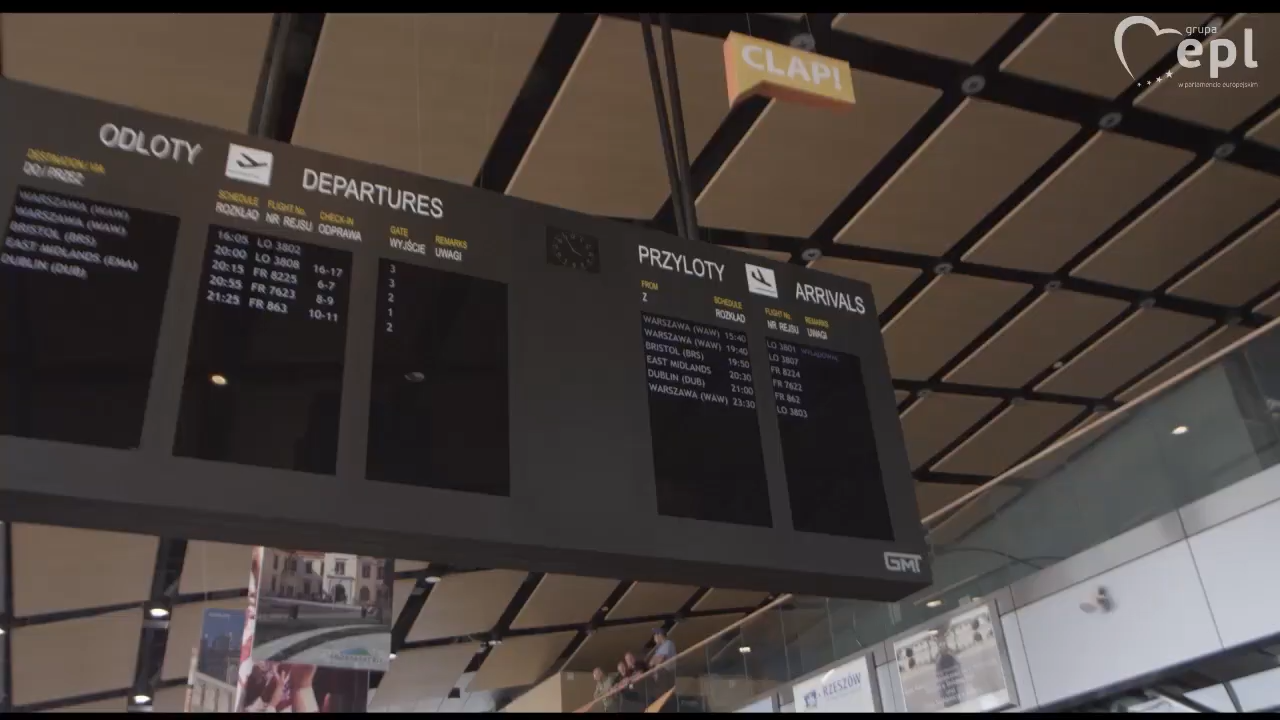 grupa
epl
w parlamencie europejskim
CLAP!
ODLOTY DEPARTURES
DESTINATION / VIA
DO / PRZEZ
SCHEDULE FLIGHT No. CHECK-IN
ROZKŁAD NR REJSU ODPRAWA
GATE REMARKS
WYJŚCIE UWAGI
WARSZAWA (WAW) 16:05 LO 3802 3
WARSZAWA (WAW) 20:00 LO 3808 16-17 3
BRISTOL (BRS) 20:15 FR 8225 6-7 2
EAST MIDLANDS (EMA) 20:55 FR 7623 8-9 1
DUBLIN (DUB) 21:25 FR 863 10-11 2
PRZYLOTY ARRIVALS
FROM SCHEDULE FLIGHT No. REMARKS
Z ROZKŁAD NR REJSU UWAGI
WARSZAWA (WAW) 15:40 LO 3801
WARSZAWA (WAW) 19:40 LO 3807
BRISTOL (BRS) 19:50 FR 8224
EAST MIDLANDS 20:30 FR 7622
DUBLIN (DUB) 21:00 FR 862
WARSZAWA (WAW) 23:30 LO 3803
GMT
RZESZÓW